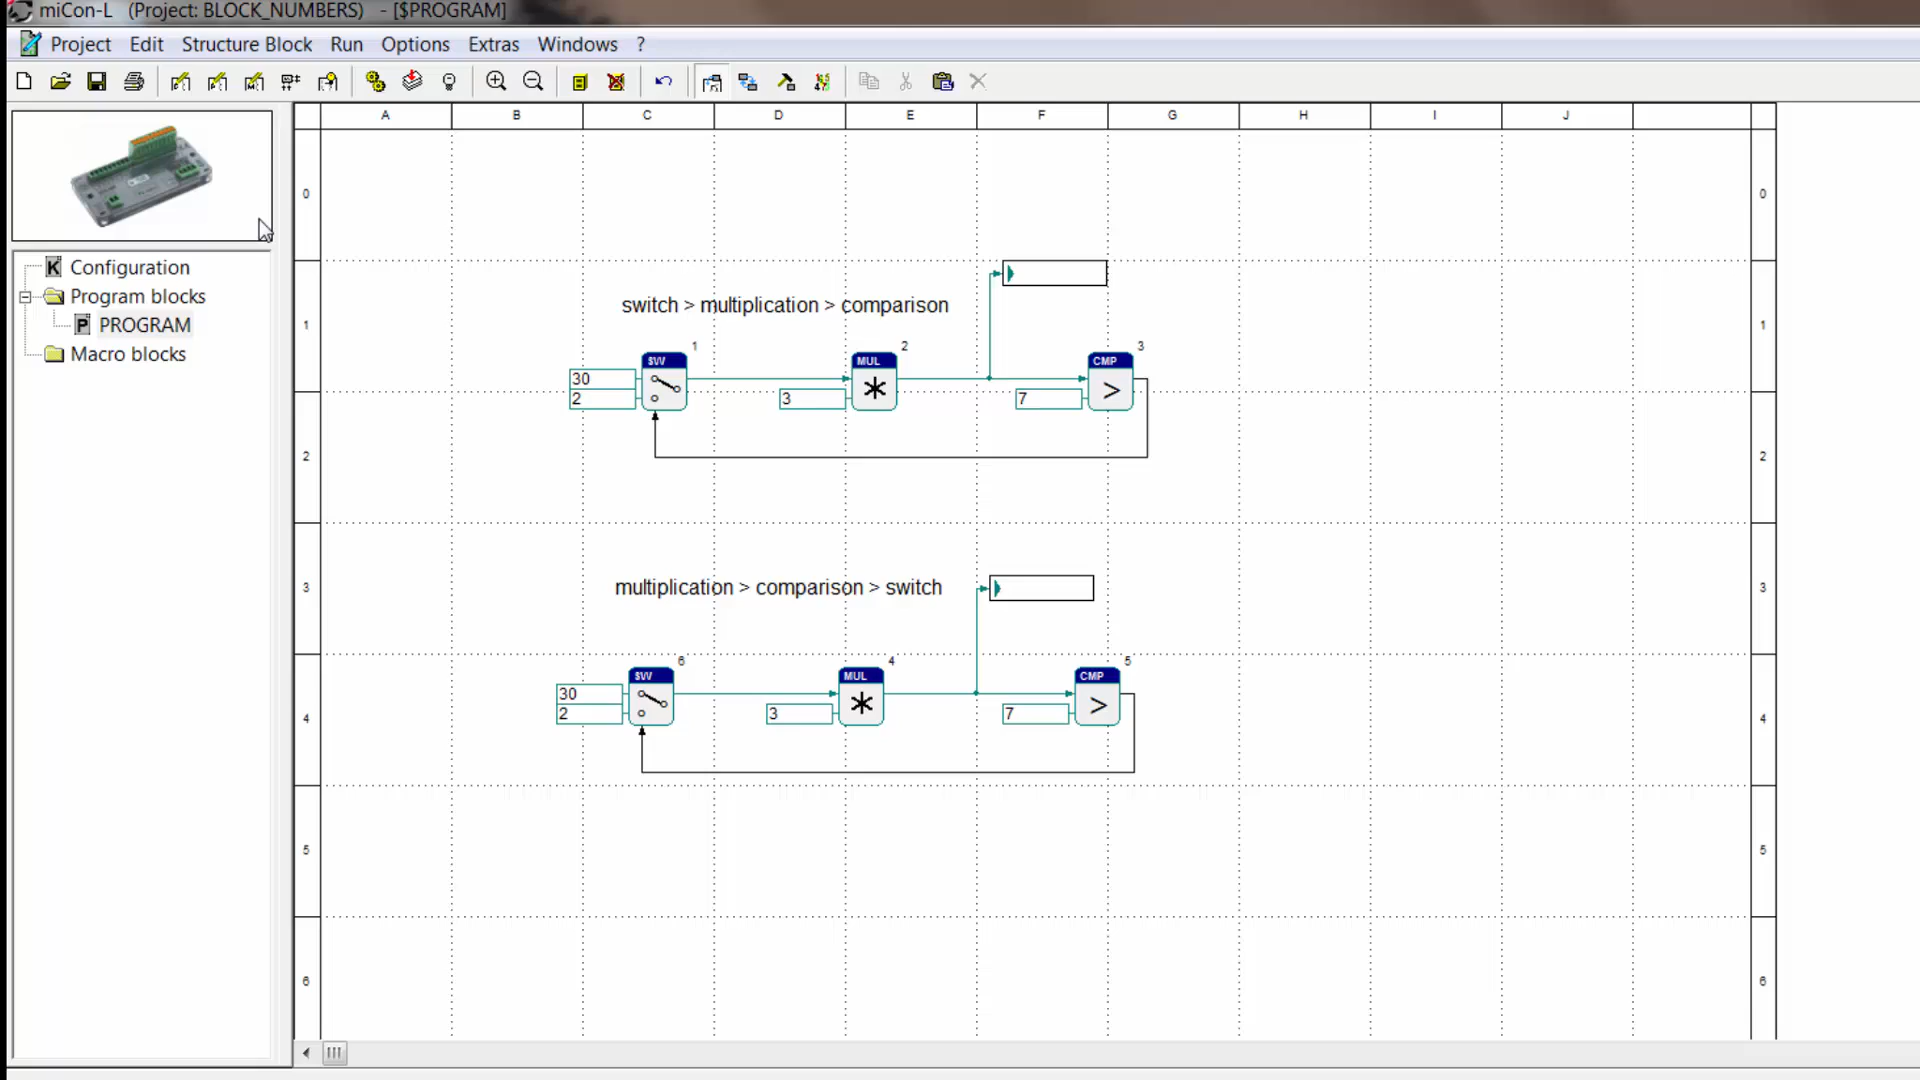 miCon-L (Project: BLOCK_NUMBERS) - [$PROGRAM]
Project Edit Structure Block Run Options Extras Windows ?
A B C D E F G H I J
0 0
K Configuration
Program blocks
P PROGRAM
Macro blocks
1 1
switch > multiplication > comparison
1 2 3
SW MUL CMP
30 * >
2 3 7
2 2
3 3
multiplication > comparison > switch
6 4 5
SW MUL CMP
30 * >
2 3 7
4 4
5 5
6 6